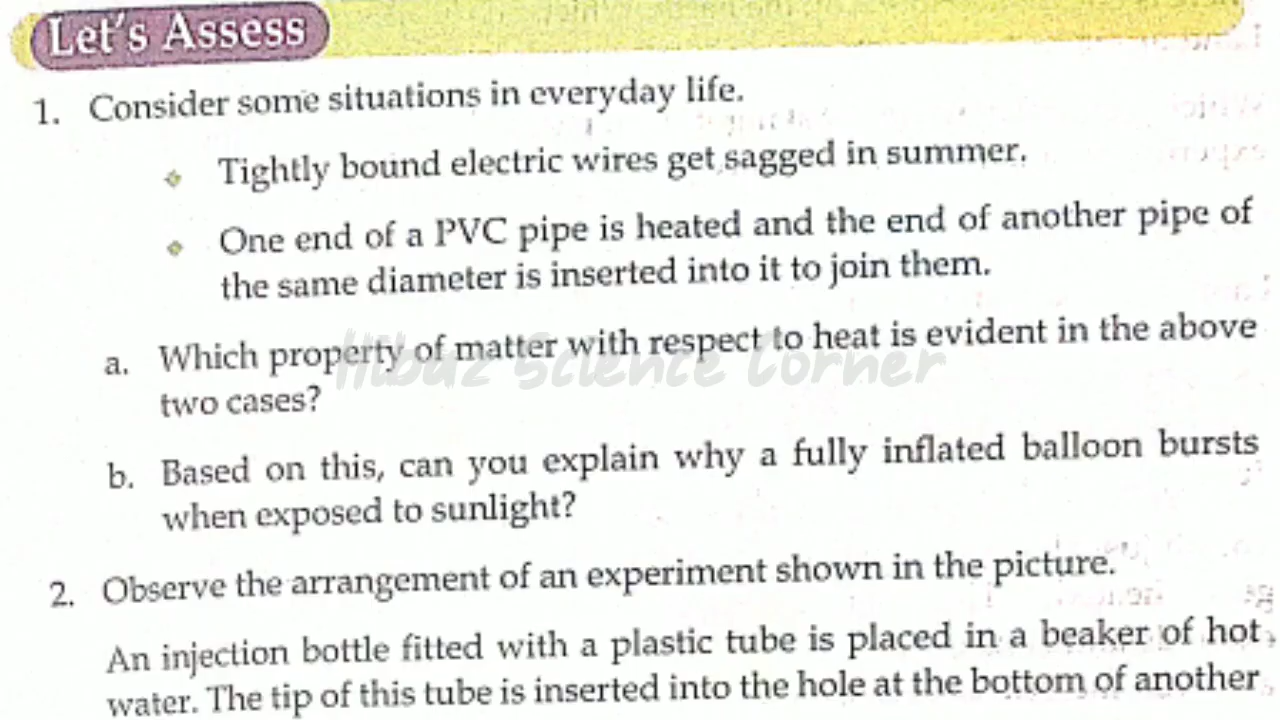 Let's Assess
1. Consider some situations in everyday life.
Tightly bound electric wires get sagged in summer.
One end of a PVC pipe is heated and the end of another pipe of
the same diameter is inserted into it to join them.
a. Which property of matter with respect to heat is evident in the above
two cases?
Hibuz Science Corner
b. Based on this, can you explain why a fully inflated balloon bursts
when exposed to sunlight?
2. Observe the arrangement of an experiment shown in the picture.
An injection bottle fitted with a plastic tube is placed in a beaker of hot
water. The tip of this tube is inserted into the hole at the bottom of another